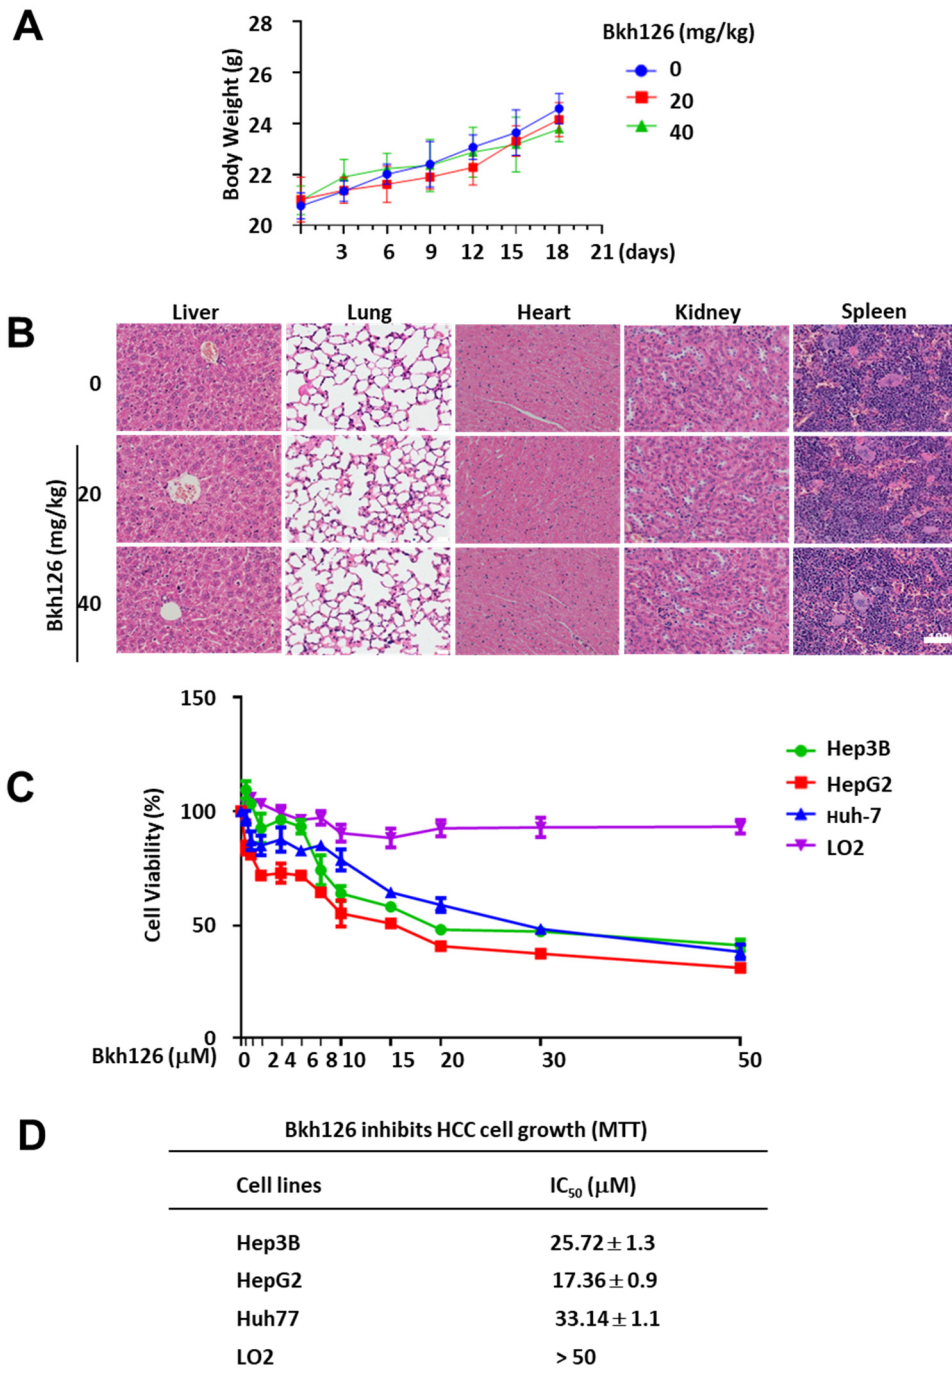 A
Bkh126 (mg/kg)
0
20
40
Body Weight (g)
28
26
24
22
20
3 6 9 12 15 18 21 (days)
B
Liver Lung Heart Kidney Spleen
0
20
40
Bkh126 (mg/kg)
C
Cell Viability (%)
150
100
50
0
Hep3B
HepG2
Huh-7
LO2
Bkh126 (μM) 0 2 4 6 8 10 15 20 30 50
D
Bkh126 inhibits HCC cell growth (MTT)
Cell lines IC50 (μM)
Hep3B 25.72 ± 1.3
HepG2 17.36 ± 0.9
Huh77 33.14 ± 1.1
LO2 > 50